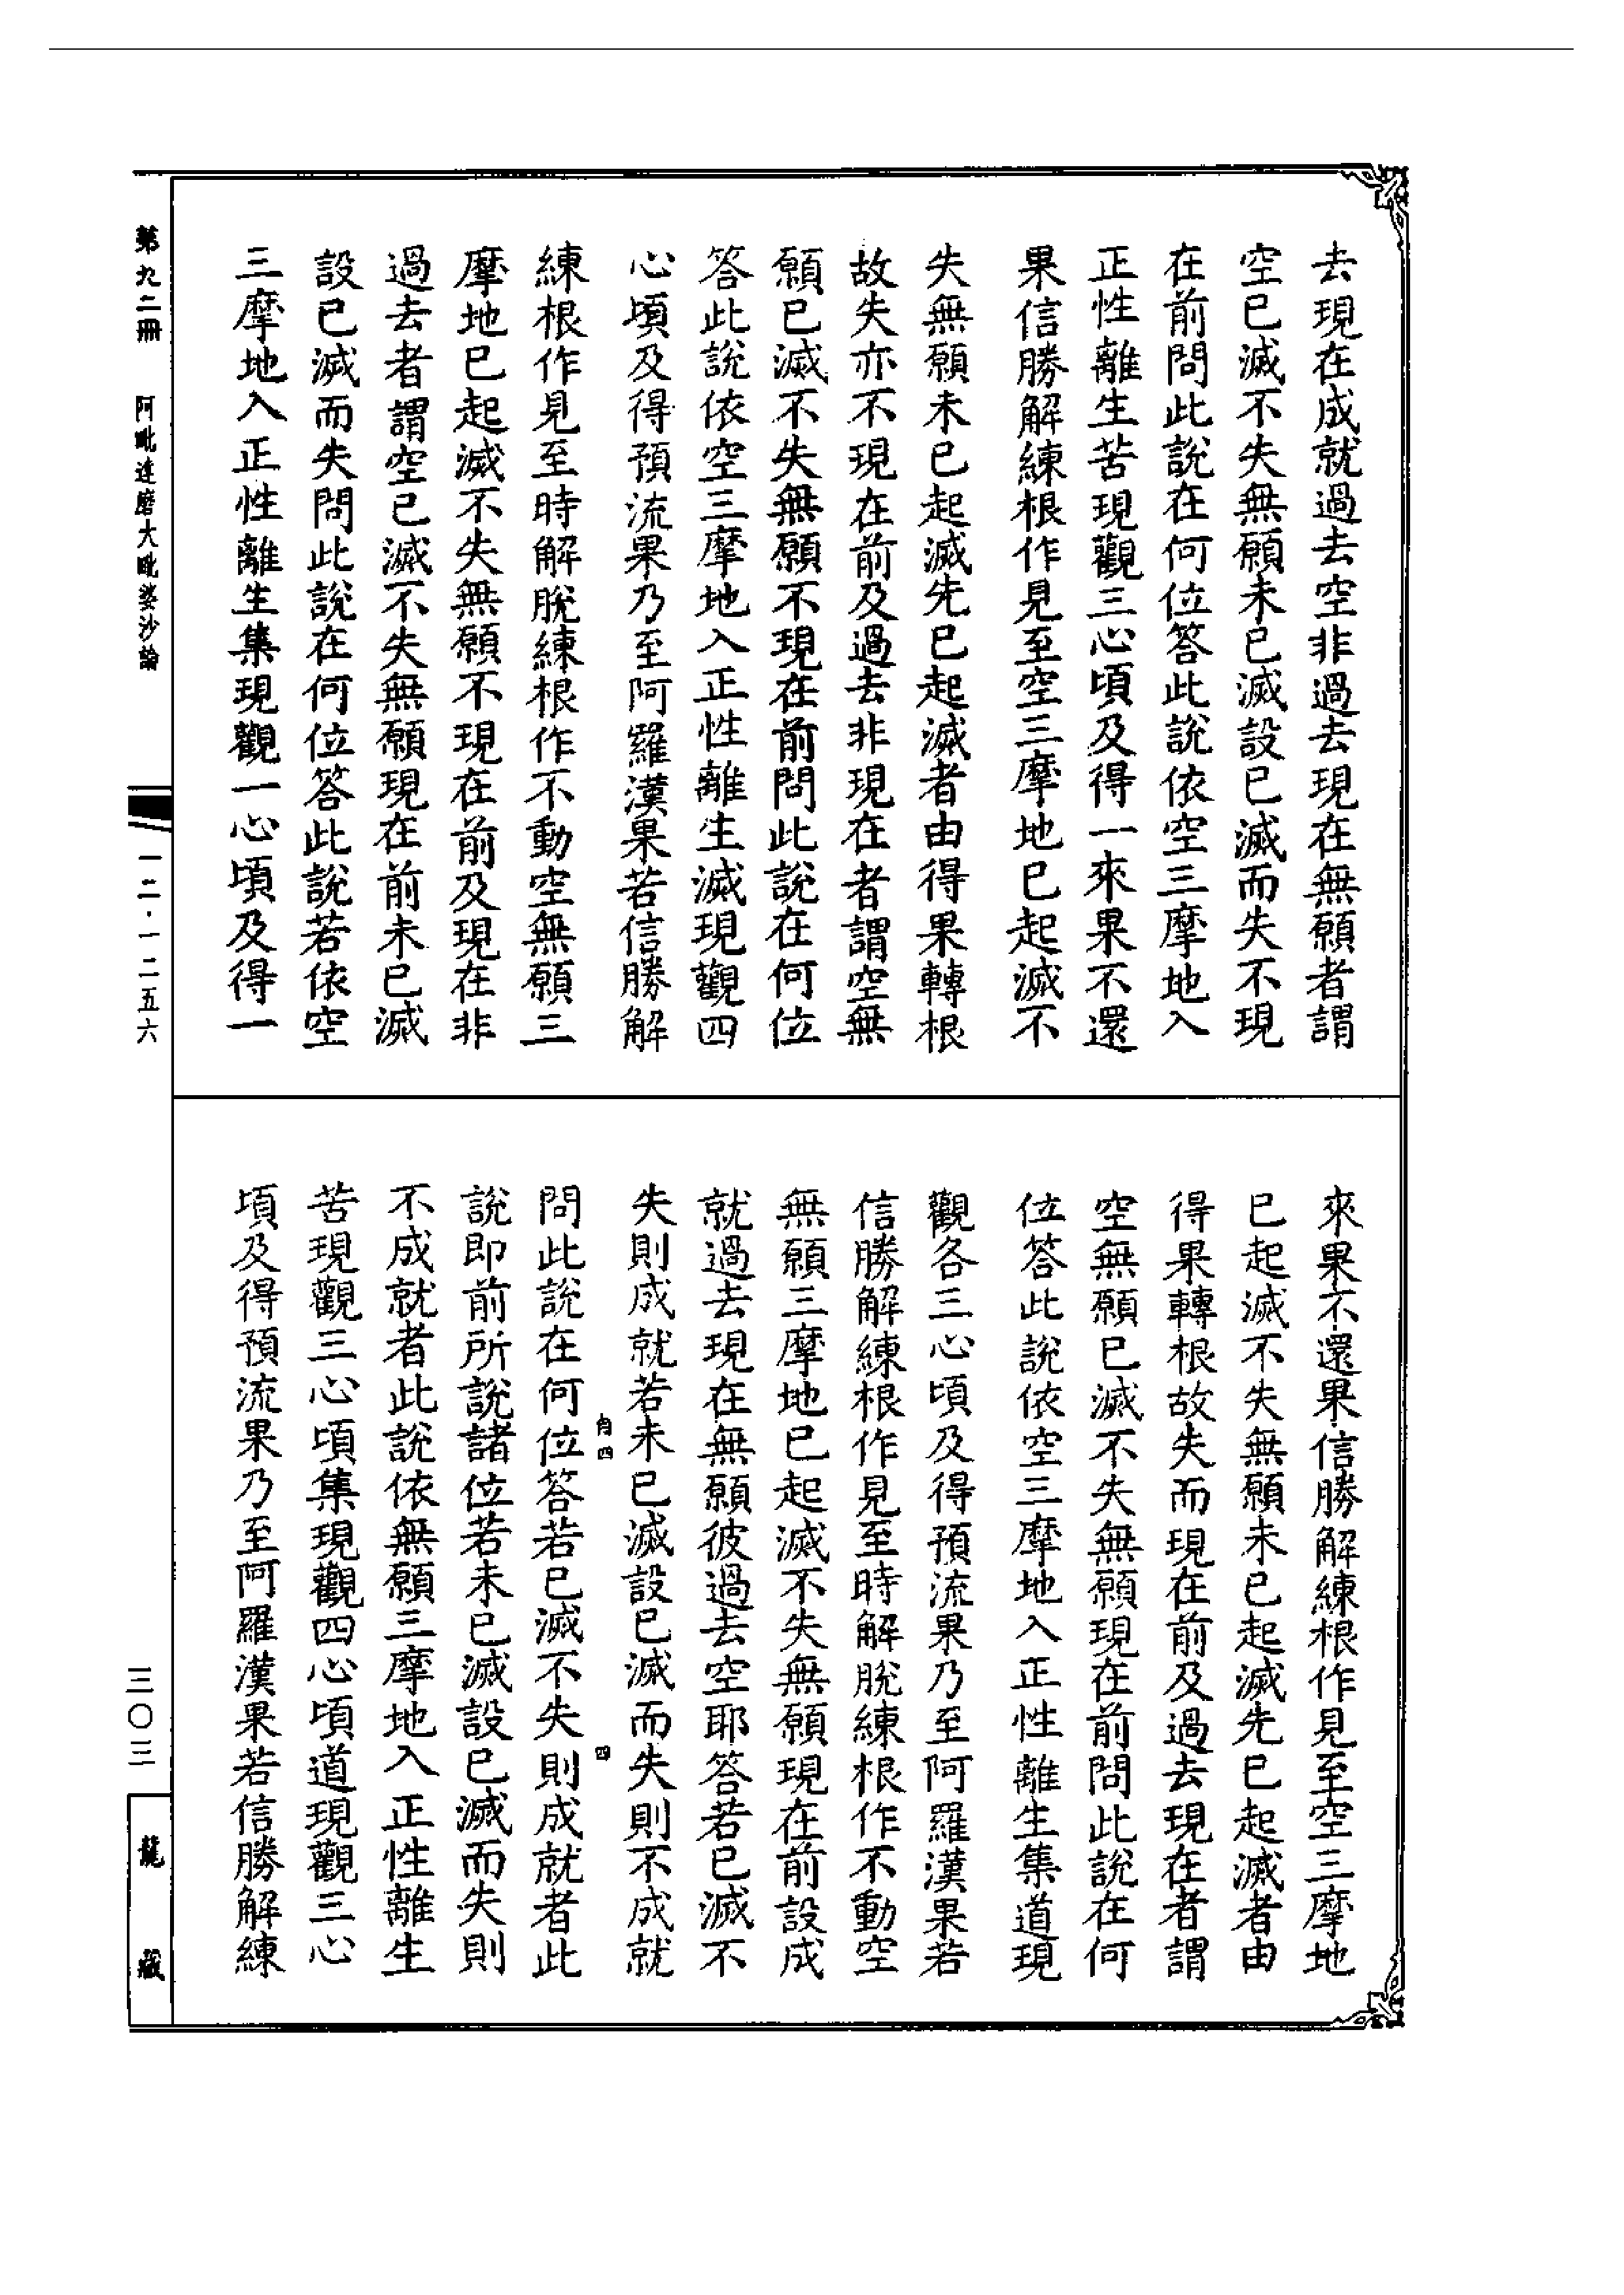 去現在成就過去空非過去現在無願者謂
空已滅不失無願未已滅設已滅而失不現
在前問此說在何位答此說依空三摩地入
正性離生苦現觀三心頃及得一來果不還
果信勝解練根作見至空三摩地已起滅不
失無願未已起滅先已起滅者由得果轉根
故失亦不現在前及過去非現在者謂空無
願已滅不失無願不現在前問此說在何位
答此說依空三摩地入正性離生滅現觀四
心頃及得預流果乃至阿羅漢果若信勝解
練根作見至時解脫練根作不動空無願三
摩地已起滅不失無願不現在前及現在非
過去者謂空已滅不失無願現在前未已滅
設已滅而失問此說在何位答此說若依空
三摩地入正性離生集現觀一心頃及得一
來果不還果信勝解練根作見至空三摩地
已起滅不失無願未已起滅先已起滅者由
得果轉根故失而現在前及過去現在者謂
空無願已滅不失無願現在前問此說在何
位答此說依空三摩地入正性離生集道現
觀各三心頃及得預流果乃至阿羅漢果若
信勝解練根作見至時解脫練根作不動空
無願三摩地已起滅不失無願現在前設成
就過去現在無願彼過去空耶答若已滅不
失則成就若未已滅設已滅而失則不成就
問此說在何位答若已滅不失則成就者此
說即前所說諸位若未已滅設已滅而失則
不成就者此說依無願三摩地入正性離生
苦現觀三心頃集現觀四心頃道現觀三心
頃及得預流果乃至阿羅漢果若信勝解練
第九二冊 阿毗達磨大毗婆沙論
一二·一二五六
三〇三
龍藏